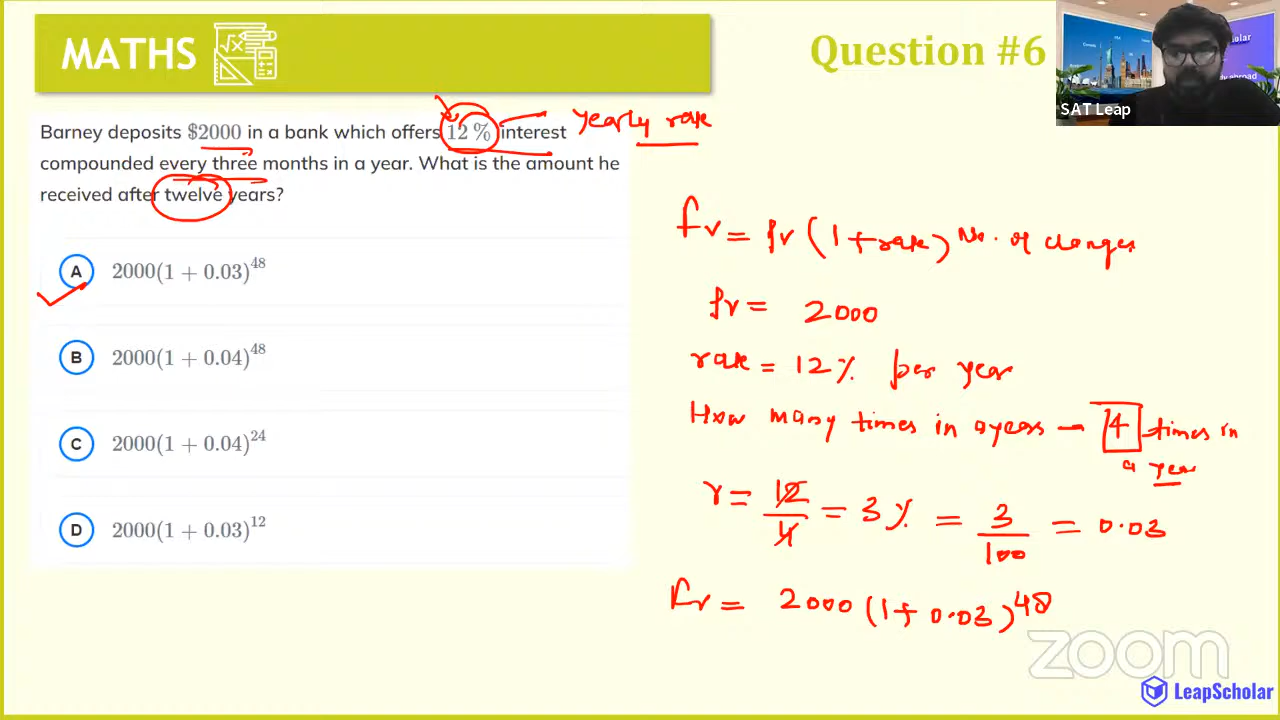 MATHS
Question #6
SAT Leap
Barney deposits $2000 in a bank which offers 12 % interest
compounded every three months in a year. What is the amount he
received after twelve years?
yearly rate
A 2000(1 + 0.03)^48
B 2000(1 + 0.04)^48
C 2000(1 + 0.04)^24
D 2000(1 + 0.03)^12
fv = Pv (1 + rate) No. of changes
Pv = 2000
rate = 12% per year
How many times in a years - 4 times in
a year
r = 12/4 = 3% = 3/100 = 0.03
Fv = 2000 (1 + 0.03)^48
zoom
LeapScholar